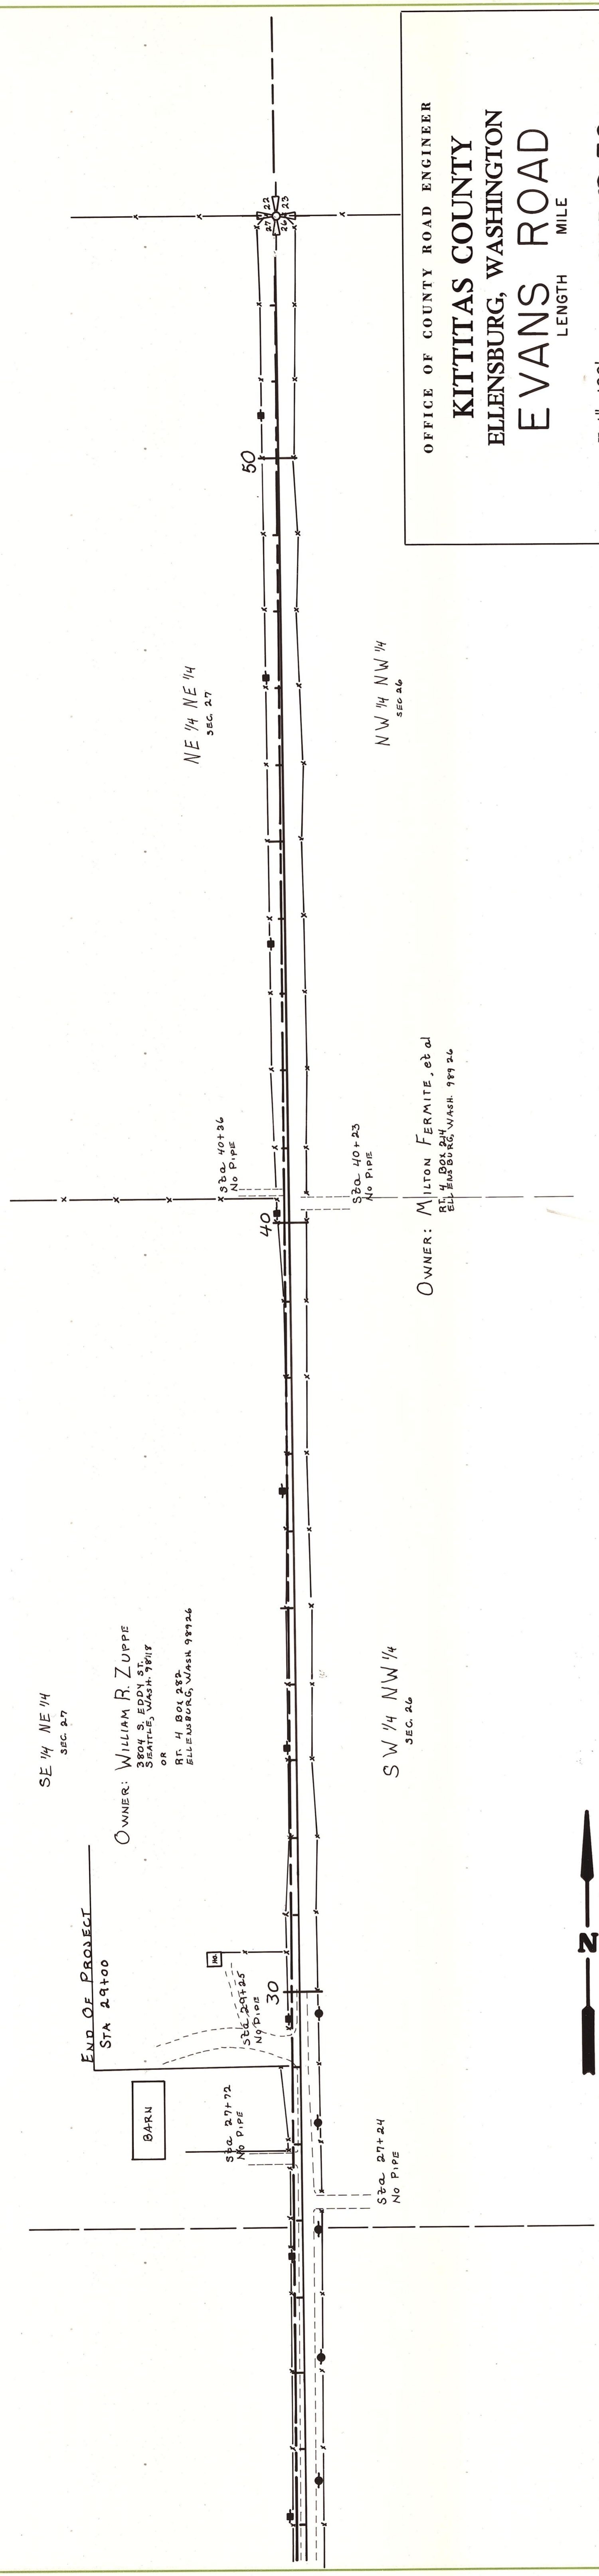 OFFICE OF COUNTY ROAD ENGINEER
KITTITAS COUNTY
ELLENSBURG, WASHINGTON
EVANS ROAD
LENGTH MILE
22
23
27
26
50
NE 1/4 NE 1/4
SEC. 27
NW 1/4 NW 1/4
SEC 26
Sta 40+36
No PIPE
Sta 40+23
No PIPE
40
OWNER: MILTON FERMITE, et al
RT. 4 BOX 214
ELLENSBURG, WASH. 98926
SE 1/4 NE 1/4
SEC. 27
OWNER: WILLIAM R. ZUPPE
3804 S. EDDY ST.
SEATTLE, WASH. 98118
OR
RT. 4 BOX 282
ELLENSBURG, WASH 98926
SW 1/4 NW 1/4
SEC. 26
END OF PROJECT
STA 29+00
HS.
Sta 29+25
No PIPE
30
N
BARN
Sta 27+72
No PIPE
Sta 27+24
No PIPE